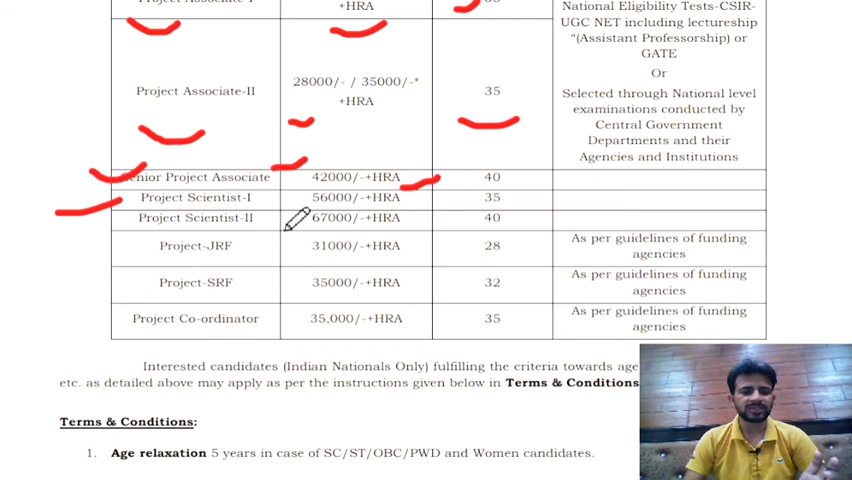 +HRA
National Eligibility Tests-CSIR-
UGC NET including lectureship
"(Assistant Professorship) or
GATE
Or
Project Associate-II
28000/- / 35000/-*
+HRA
35
Selected through National level
examinations conducted by
Central Government
Departments and their
Agencies and Institutions
Senior Project Associate 42000/-+HRA 40
Project Scientist-I 56000/-+HRA 35
Project Scientist-II 67000/-+HRA 40
Project-JRF 31000/-+HRA 28 As per guidelines of funding
agencies
Project-SRF 35000/-+HRA 32 As per guidelines of funding
agencies
Project Co-ordinator 35,000/-+HRA 35 As per guidelines of funding
agencies
Interested candidates (Indian Nationals Only) fulfilling the criteria towards age
etc. as detailed above may apply as per the instructions given below in Terms & Conditions
Terms & Conditions:
1. Age relaxation 5 years in case of SC/ST/OBC/PWD and Women candidates.